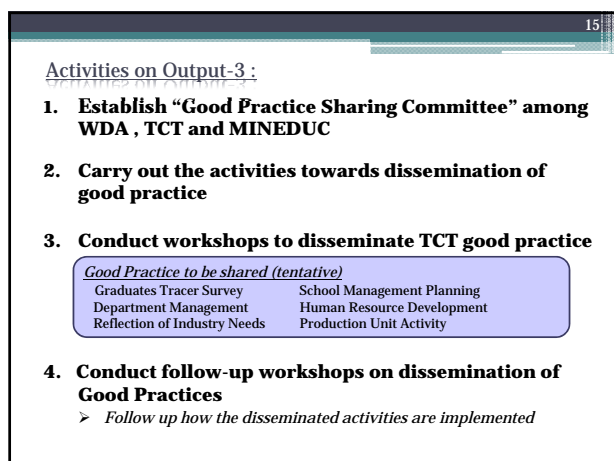 15
Activities on Output-3 :
1. Establish “Good Practice Sharing Committee” among
WDA , TCT and MINEDUC
2. Carry out the activities towards dissemination of
good practice
3. Conduct workshops to disseminate TCT good practice
Good Practice to be shared (tentative)
Graduates Tracer Survey School Management Planning
Department Management Human Resource Development
Reflection of Industry Needs Production Unit Activity
4. Conduct follow-up workshops on dissemination of
Good Practices
➢ Follow up how the disseminated activities are implemented